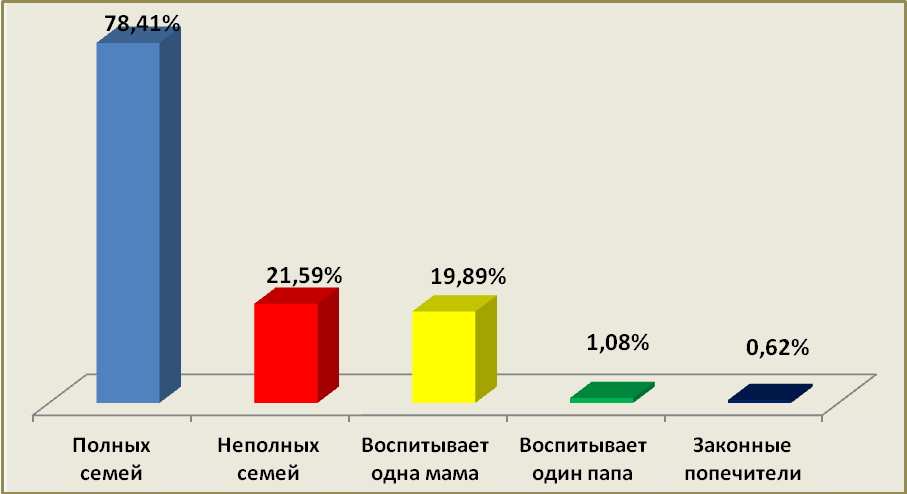 78,41%
21,59%
19,89%
1,08%
0,62%
Полных
семей
Неполных
семей
Воспитывает
одна мама
Воспитывает
один папа
Законные
попечители